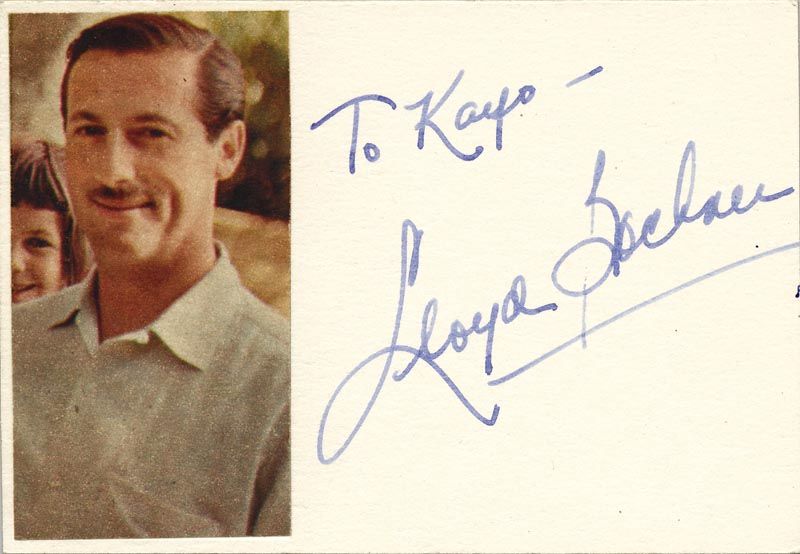 To Kayo —
Lloyd Bochner